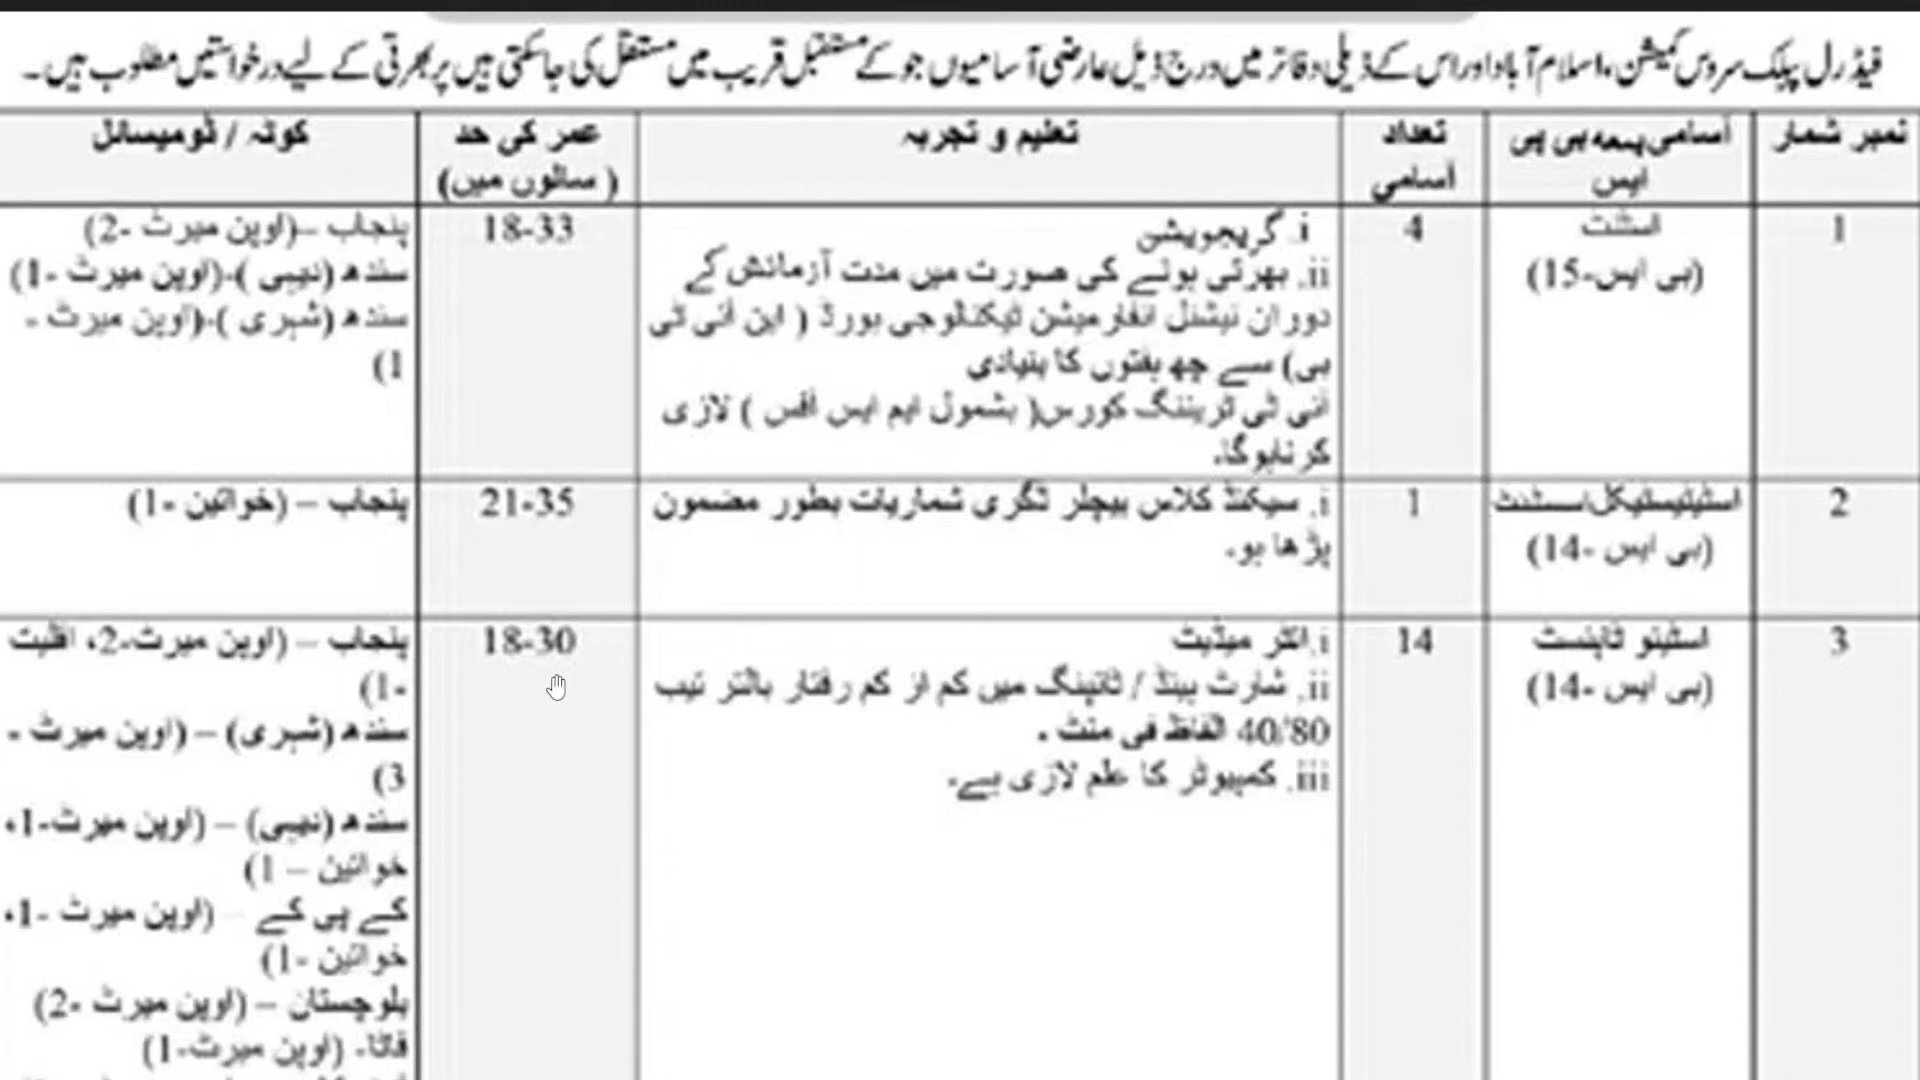 فیڈرل پبلک سروس کمیشن، اسلام آباد اور اس کے ذیلی دفاتر میں درج ذیل عارضی آسامیوں جو کے مستقبل قریب میں مستقل کی جاسکتی ہیں پر بھرتی کے لیے درخواستیں مطلوب ہیں۔
نمبر شمار
آسامی بمعہ بی پی
ایس
تعداد
آسامی
تعلیم و تجربہ
عمر کی حد
(سالوں میں)
کوٹہ / ڈومیسائل
1
اسٹنٹ
(بی ایس-15)
4
i. گریجویشن
ii. بھرتی ہونے کی صورت میں مدت آزمائش کے
دوران نیشنل انفارمیشن ٹیکنالوجی بورڈ (این آئی ٹی
بی) سے چھ ہفتوں کا بنیادی
آئی ٹی ٹریننگ کورس (بشمول ایم ایس آفس) لازمی
کرنا ہوگا۔
18-33
پنجاب –(اوپن میرٹ -2)
سندھ (دیہی)-(اوپن میرٹ -1)
سندھ (شہری)-(اوپن میرٹ -
1)
2
اسٹیٹیسٹیکل اسسٹنٹ
(بی ایس -14)
1
i. سیکنڈ کلاس بیچلر ڈگری شماریات بطور مضمون
پڑھا ہو۔
21-35
پنجاب – (خواتین -1)
3
اسٹینو ٹائپسٹ
(بی ایس -14)
14
i. انٹر میڈیٹ
ii. شارٹ ہینڈ / ٹائپنگ میں کم از کم رفتار بالترتیب
40/80 الفاظ فی منٹ ۔
iii. کمپیوٹر کا علم لازمی ہے۔
18-30
پنجاب – (اوپن میرٹ-2، اقلیت
-1)
سندھ (شہری) – (اوپن میرٹ -
3)
سندھ (دیہی) – (اوپن میرٹ-1،
خواتین – 1)
کے پی کے – (اوپن میرٹ -1،
خواتین -1)
بلوچستان – (اوپن میرٹ -2)
فاٹا- (اوپن میرٹ-1)